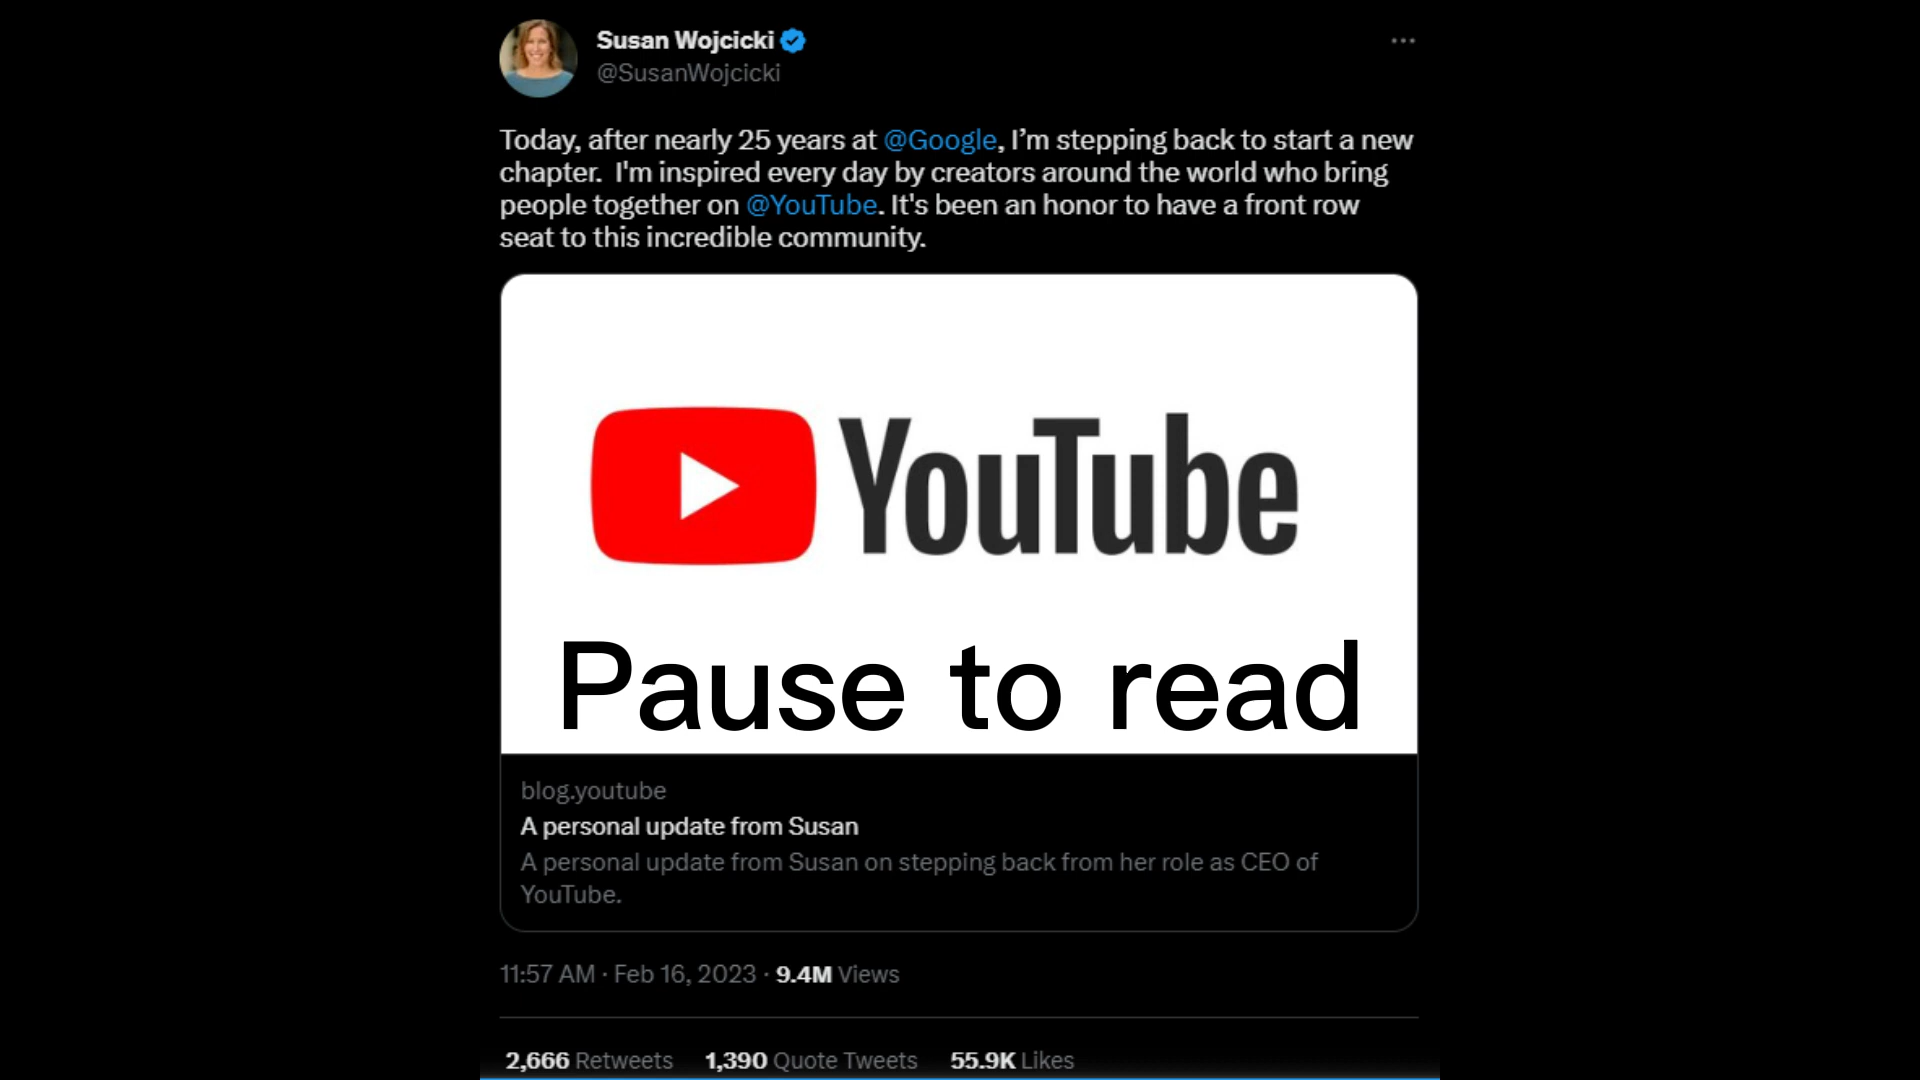 Susan Wojcicki
@SusanWojcicki
Today, after nearly 25 years at @Google, I’m stepping back to start a new
chapter.  I'm inspired every day by creators around the world who bring
people together on @YouTube. It's been an honor to have a front row
seat to this incredible community.
YouTube
Pause to read
blog.youtube
A personal update from Susan
A personal update from Susan on stepping back from her role as CEO of
YouTube.
11:57 AM · Feb 16, 2023 · 9.4M Views
2,666 Retweets 1,390 Quote Tweets 55.9K Likes